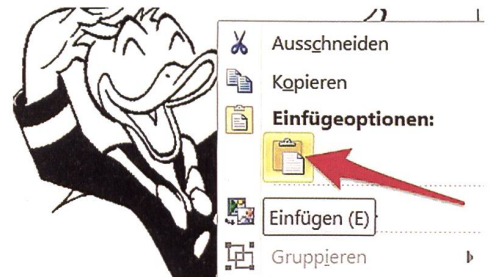 Ausschneiden
Kopieren
Einfügeoptionen:
Einfügen (E)
Gruppieren